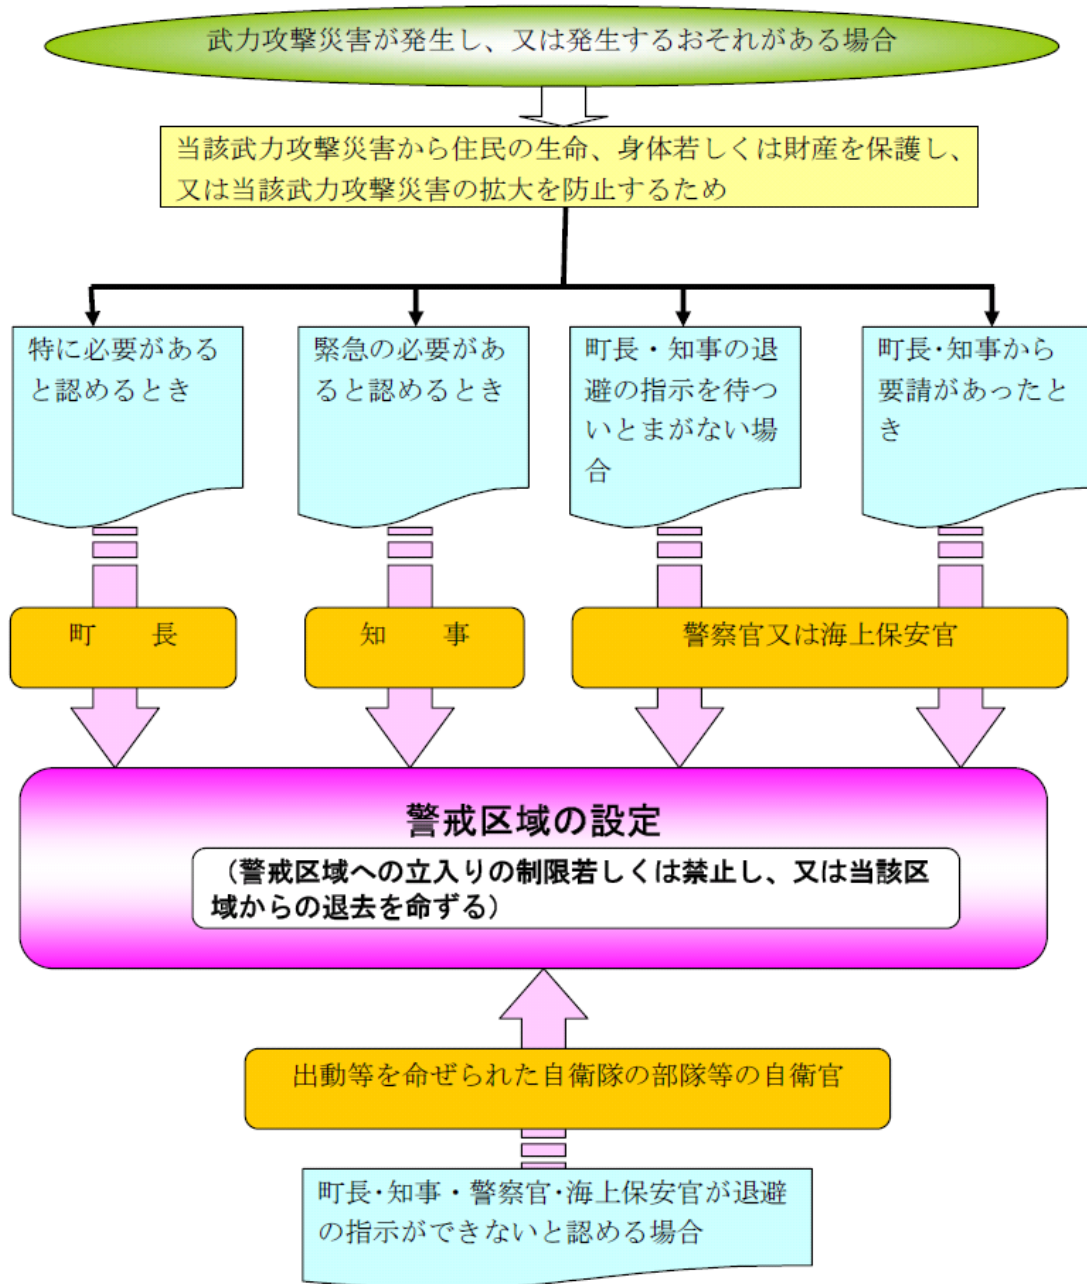 武力攻撃災害が発生し、又は発生するおそれがある場合
当該武力攻撃災害から住民の生命、身体若しくは財産を保護し、
又は当該武力攻撃災害の拡大を防止するため
特に必要がある
と認めるとき
緊急の必要があ
ると認めるとき
町長・知事の退
避の指示を待つ
いとまがない場
合
町長・知事から
要請があったと
き
町　　長
知　　事
警察官又は海上保安官
警戒区域の設定
（警戒区域への立入りの制限若しくは禁止し、又は当該区
域からの退去を命ずる）
出動等を命ぜられた自衛隊の部隊等の自衛官
町長・知事・警察官・海上保安官が退避
の指示ができないと認める場合